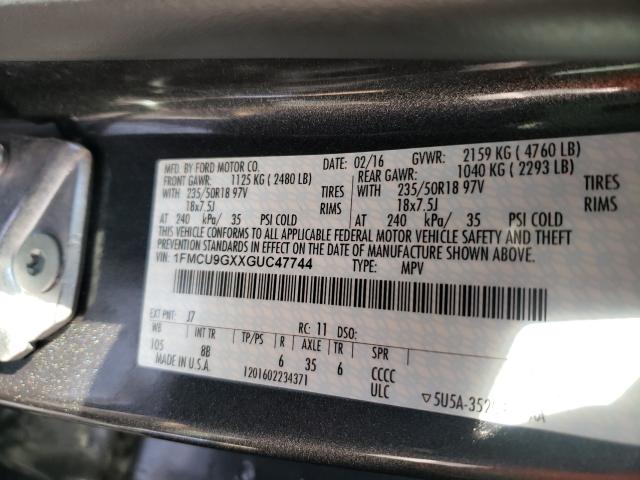 MFD. BY FORD MOTOR CO. 02/16 GVWR: 2159 KG ( 4760 LB)
FRONT GAWR: 1125 KG ( 2480 LB) REAR GAWR: 1040 KG ( 2293 LB)
WITH 235/50R18 97V TIRES WITH 235/50R18 97V TIRES
18x7.5J RIMS 18x7.5J RIMS
AT 240 kPa/ 35 PSI COLD AT 240 kPa/ 35 PSI COLD
THIS VEHICLE CONFORMS TO ALL APPLICABLE FEDERAL MOTOR VEHICLE SAFETY AND THEFT
PREVENTION STANDARDS IN EFFECT ON THE DATE OF MANUFACTURE SHOWN ABOVE.
VIN: 1FMCU9GXXGUC47744 TYPE: MPV
EXT PNT: J7 RC: 11 DSO:
WB INT TR TP/PS R AXLE TR SPR
105 8B 6 35 6 CCCC
MADE IN U.S.A. 1201602234371 ULC